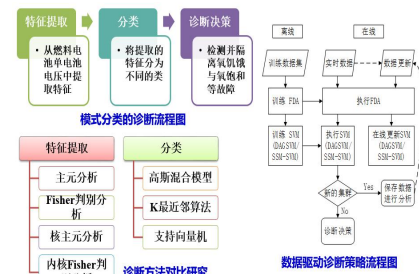 特征提取
分类
诊断决策
• 从燃料电
池单电池
电压中提
取特征
• 将提取的
特征分为
不同的类
• 检测并隔
离氧饥饿
与氧饱和
等故障
模式分类的诊断流程图
特征提取
主元分析
Fisher判别分
核主元分析
内核Fisher判
分类
高斯混合模型
K最近邻算法
支持向量机
诊断方法对比研究
离线
在线
训练数据集
实时数据
数据更新
训练 FDA
执行FDA
训练 SVM
(DAGSVM/
SSM-SVM)
执行SVM
(DAGSVM/
SSM-SVM)
在线更新SVM
(DAGSVM/
SSM-SVM)
新的集群
Yes
保存数据
进行分析
No
诊断决策
数据驱动诊断策略流程图